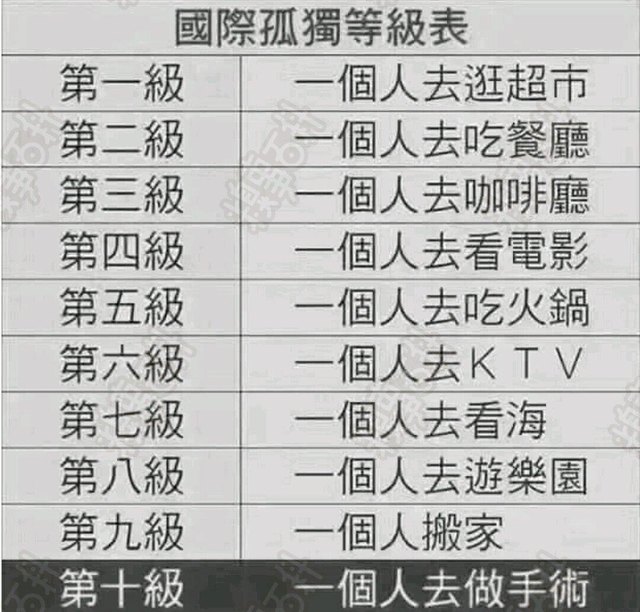 國際孤獨等級表
第一級 一個人去逛超市
第二級 一個人去吃餐廳
第三級 一個人去咖啡廳
第四級 一個人去看電影
第五級 一個人去吃火鍋
第六級 一個人去KTV
第七級 一個人去看海
第八級 一個人去遊樂園
第九級 一個人搬家
第十級 一個人去做手術